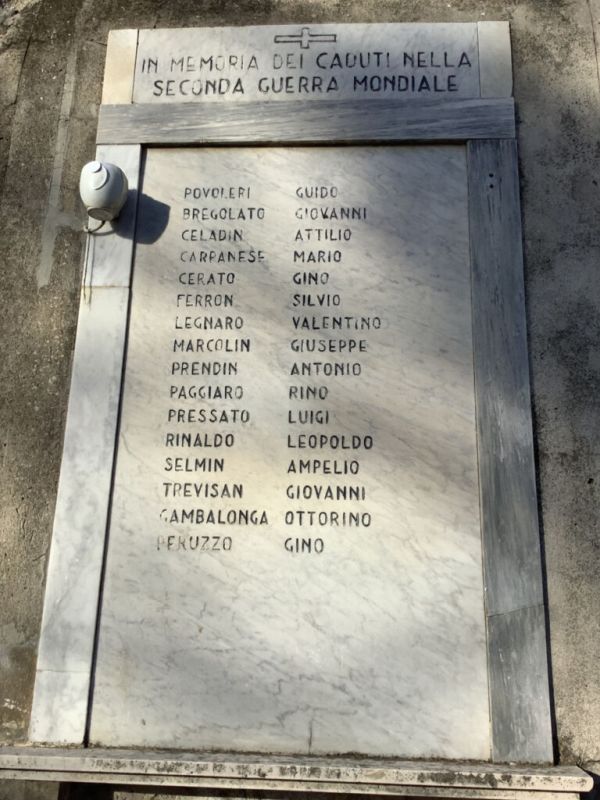 IN MEMORIA DEI CADUTI NELLA
SECONDA GUERRA MONDIALE
POVOLERI GUIDO
BREGOLATO GIOVANNI
CELADIN ATTILIO
CARPANESE MARIO
CERATO GINO
FERRON SILVIO
LEGNARO VALENTINO
MARCOLIN GIUSEPPE
PRENDIN ANTONIO
PAGGIARO RINO
PRESSATO LUIGI
RINALDO LEOPOLDO
SELMIN AMPELIO
TREVISAN GIOVANNI
GAMBALONGA OTTORINO
PERUZZO GINO